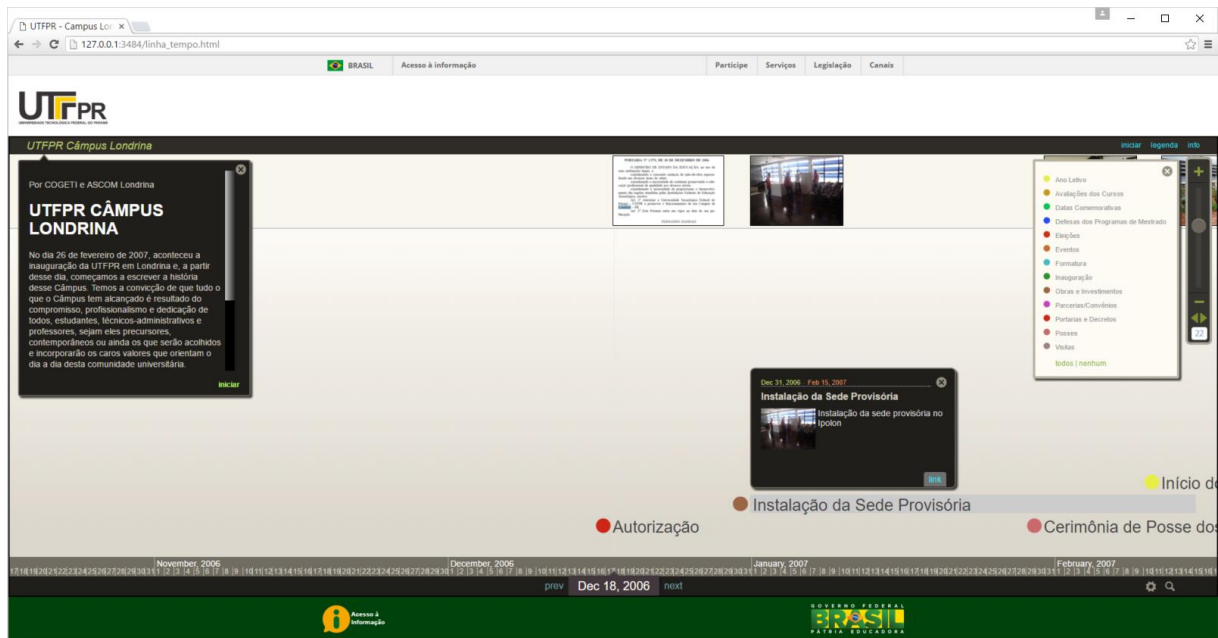 UTFPR - Câmpus Lon
127.0.0.1:3484/linha_tempo.html
BRASIL
Acesso à informação
Participe
Serviços
Legislação
Canais
UTFPR
UNIVERSIDADE TECNOLÓGICA FEDERAL DO PARANÁ
UTFPR Câmpus Londrina
iniciar legenda info
Por COGETI e ASCOM Londrina
UTFPR CÂMPUS
LONDRINA
No dia 26 de fevereiro de 2007, aconteceu a
inauguração da UTFPR em Londrina e, a partir
desse dia, começamos a escrever a história
desse Câmpus. Temos a convicção de que tudo o
que o Câmpus tem alcançado é resultado do
compromisso, profissionalismo e dedicação de
todos, estudantes, técnicos-administrativos e
professores, sejam eles precursores,
contemporâneos ou ainda os que serão acolhidos
e incorporarão os caros valores que orientam o
dia a dia desta comunidade universitária.
iniciar
Ano Letivo
Avaliações dos Cursos
Datas Comemorativas
Defesas dos Programas de Mestrado
Eleições
Eventos
Formatura
Inauguração
Obras e Investimentos
Parcerias/Convênios
Portarias e Decretos
Posses
Visitas
todos | nenhum
22
Dec 31, 2006 Feb 15, 2007
Instalação da Sede Provisória
Instalação da sede provisória no
Ipolon
link
Início do
Instalação da Sede Provisória
Autorização
Cerimônia de Posse dos
November, 2006
December, 2006
January, 2007
February, 2007
prev Dec 18, 2006 next
Acesso à
Informação
GOVERNO FEDERAL
BRASIL
PÁTRIA EDUCADORA